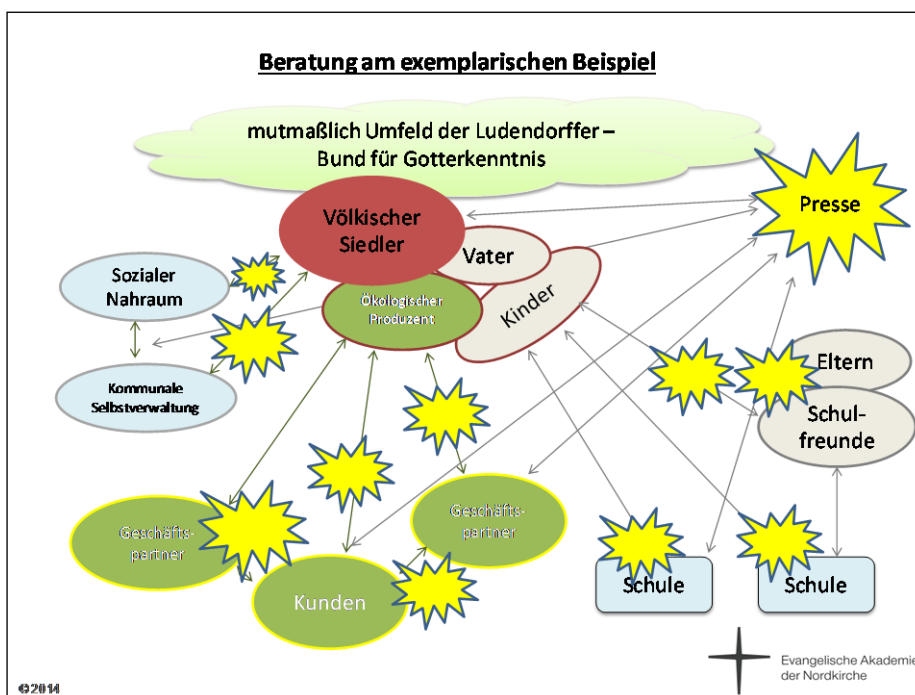 Beratung am exemplarischen Beispiel
mutmaßlich Umfeld der Ludendorffer –
Bund für Gotterkenntnis
Presse
Völkischer
Siedler
Vater
Sozialer
Nahraum
Ökologischer
Produzent
Kinder
Eltern
Kommunale
Selbstverwaltung
Schul-
freunde
Geschäfts-
partner
Geschäfts-
partner
Kunden
Schule
Schule
Evangelische Akademie
der Nordkirche
©2014